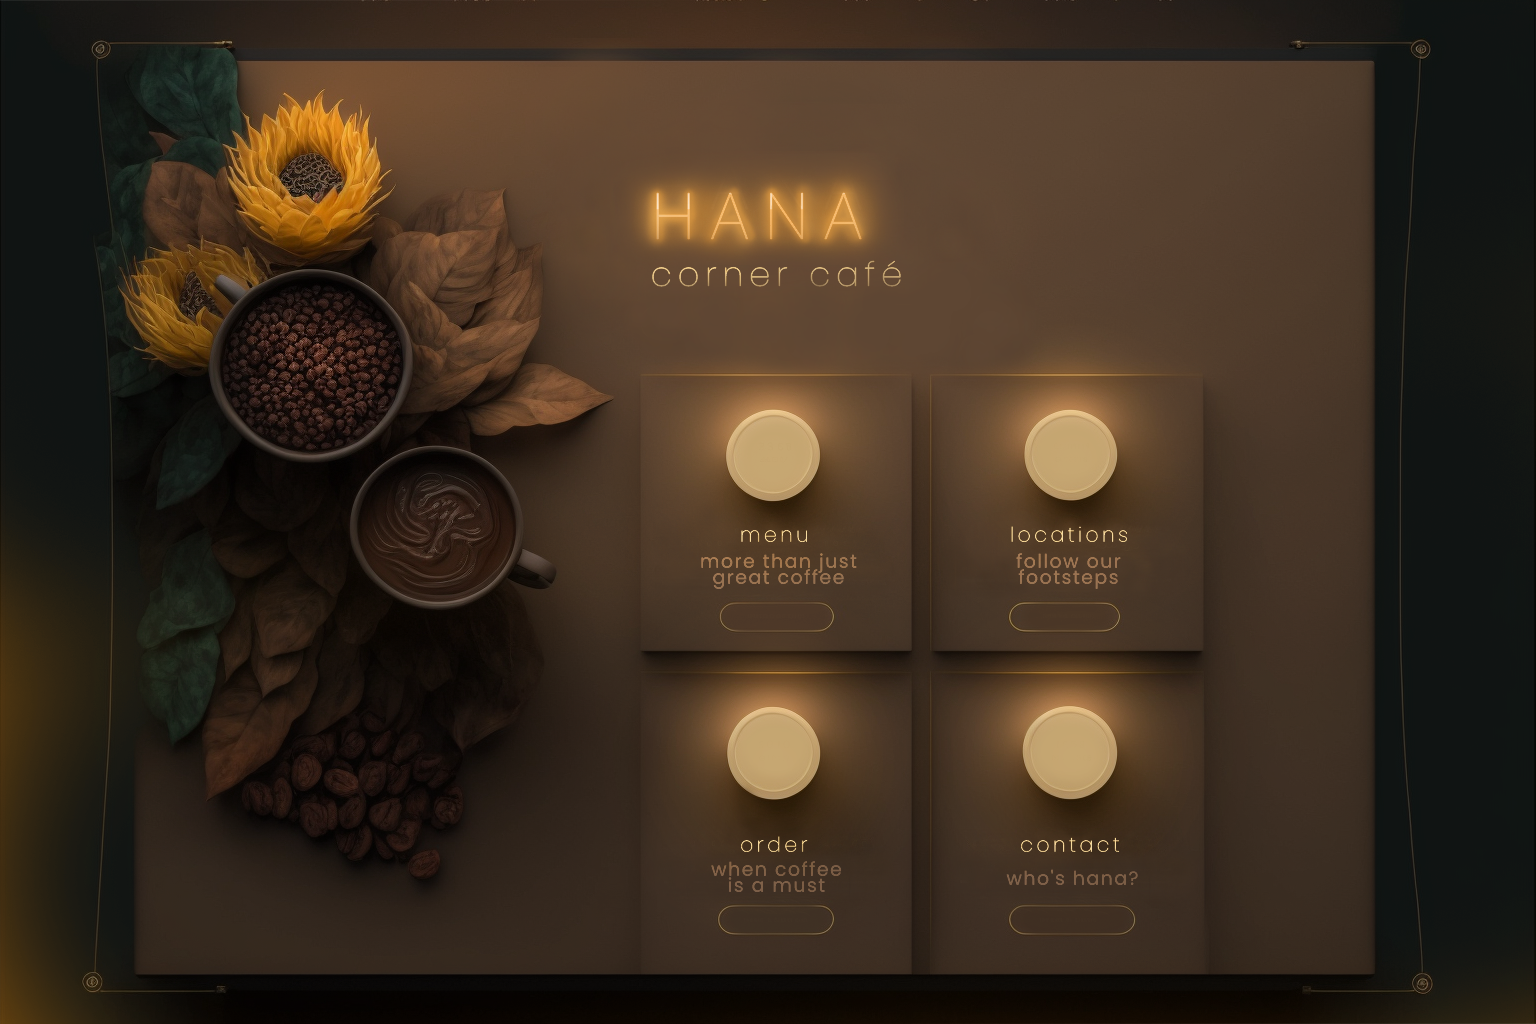 HANA
corner café
menu
more than just
great coffee
locations
follow our
footsteps
order
when coffee
is a must
contact
who's hana?